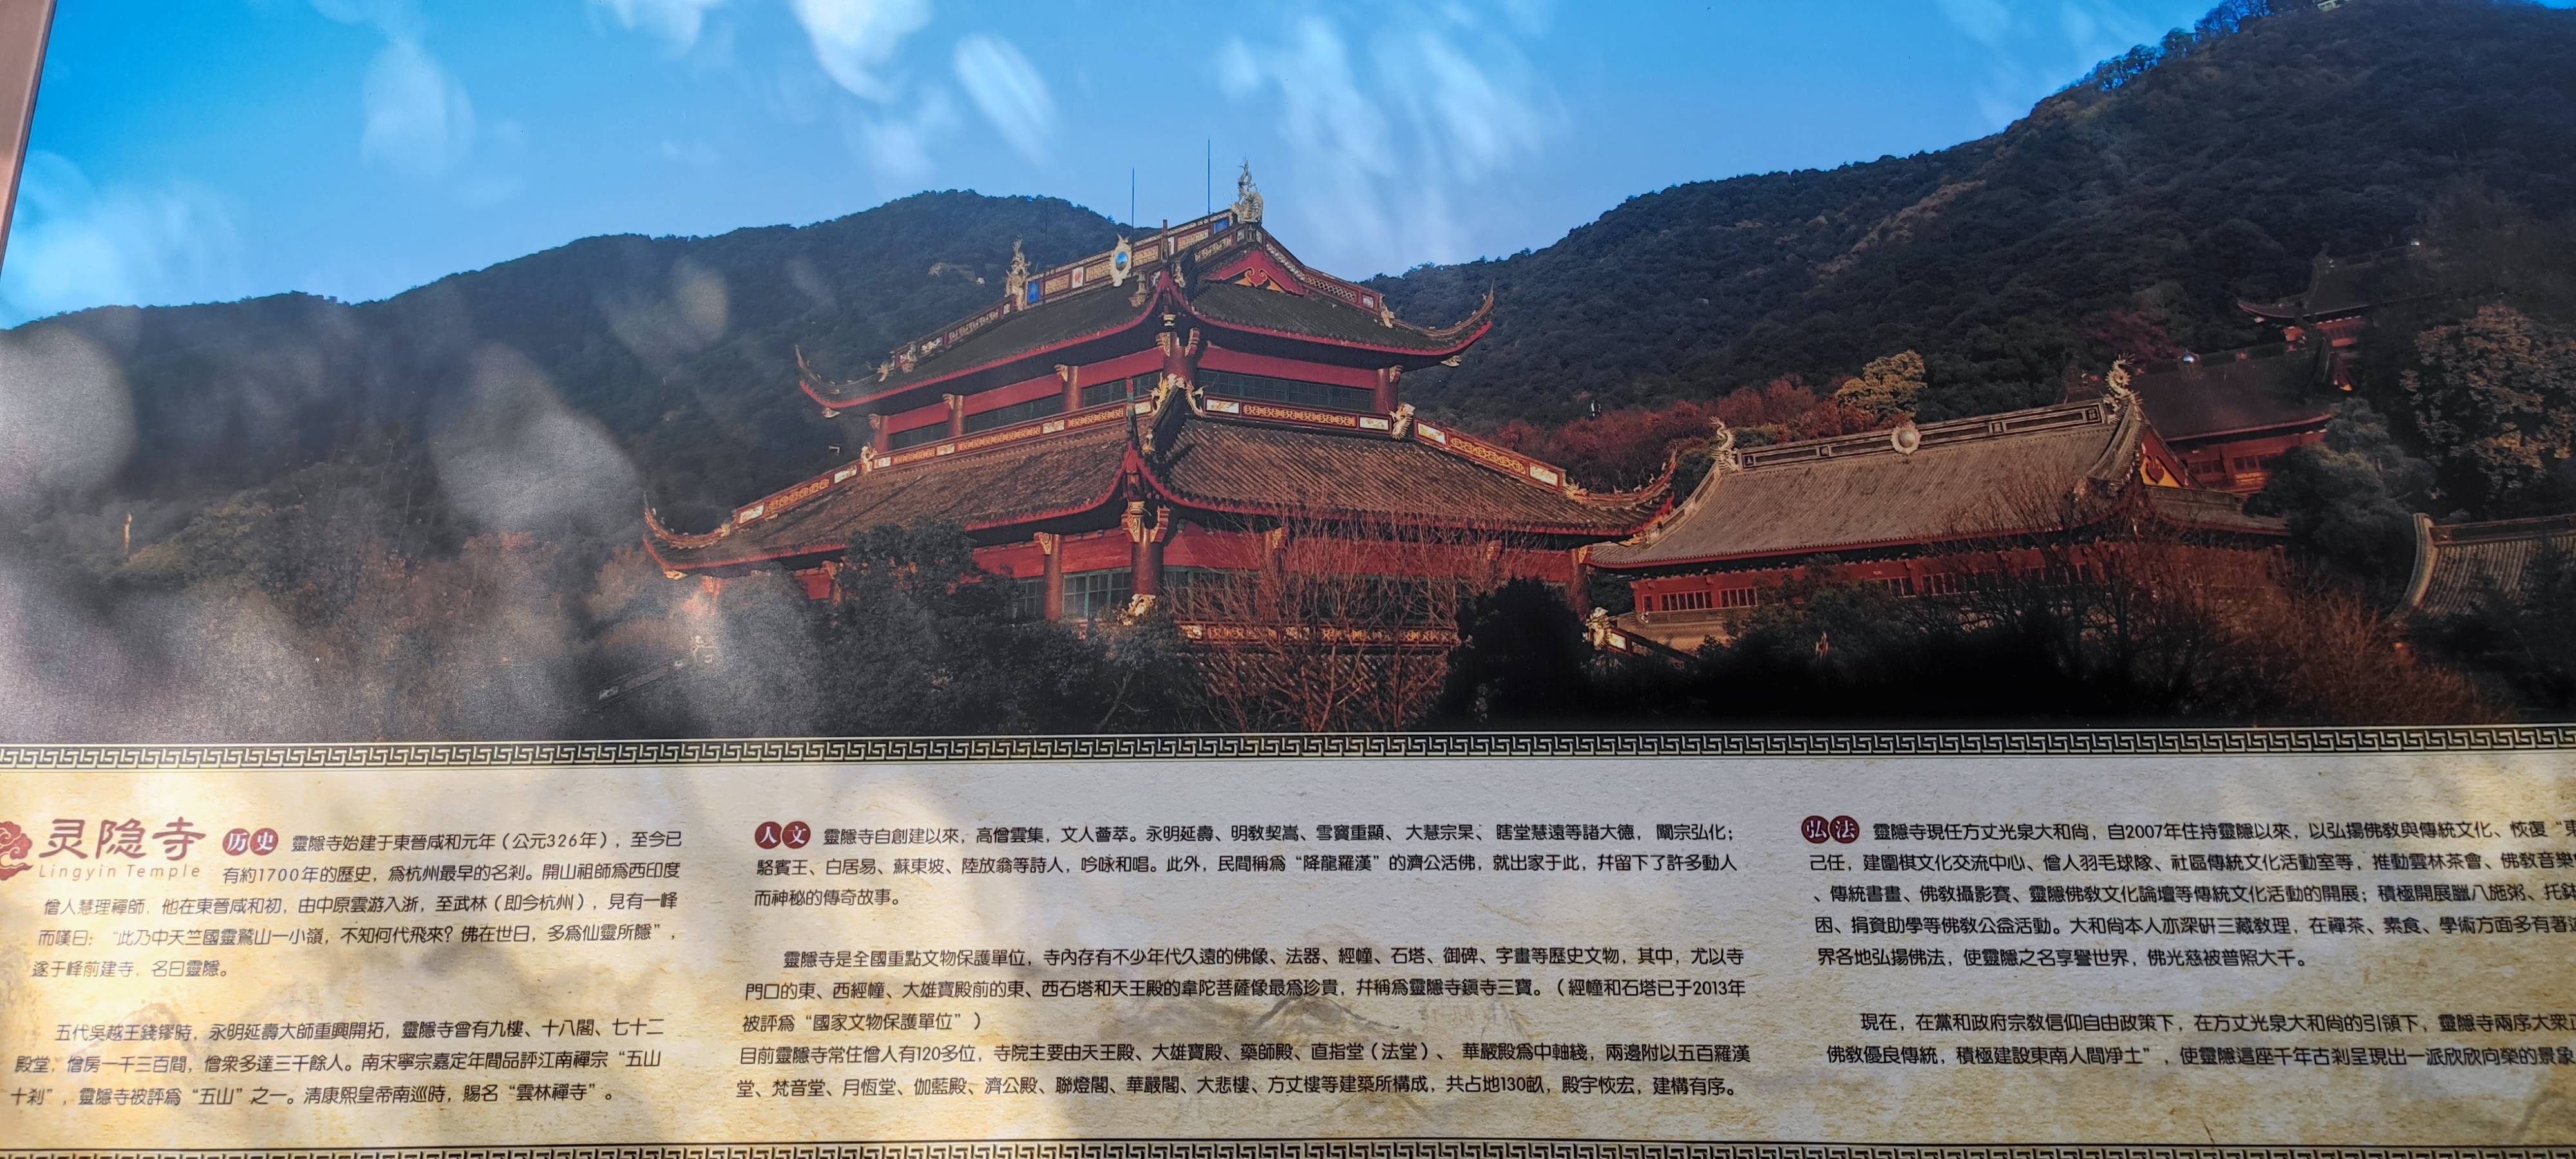 灵隐寺
Lingyin Temple
历史 靈隱寺始建于東晉咸和元年（公元326年），至今已
有約1700年的歷史，爲杭州最早的名刹。開山祖師爲西印度
僧人慧理禪師，他在東晉咸和初，由中原雲游入浙，至武林（即今杭州），見有一峰
而嘆曰：“此乃中天竺國靈鷲山一小嶺，不知何代飛來？佛在世日，多爲仙靈所隱”，
遂于峰前建寺，名曰靈隱。
五代吳越王錢鏐時，永明延壽大師重興開拓，靈隱寺曾有九樓、十八閣、七十二
殿堂，僧房一千三百間，僧衆多達三千餘人。南宋寧宗嘉定年間品評江南禪宗“五山
十刹”，靈隱寺被評爲“五山”之一。清康熙皇帝南巡時，賜名“雲林禪寺”。
人文 靈隱寺自創建以來，高僧雲集，文人薈萃。永明延壽、明教契嵩、雪竇重顯、大慧宗杲、瞎堂慧遠等諸大德，闡宗弘化；
駱賓王、白居易、蘇東坡、陸放翁等詩人，吟咏和唱。此外，民間稱爲“降龍羅漢”的濟公活佛，就出家于此，幷留下了許多動人
而神秘的傳奇故事。
靈隱寺是全國重點文物保護單位，寺內存有不少年代久遠的佛像、法器、經幢、石塔、御碑、字畫等歷史文物，其中，尤以寺
門口的東、西經幢、大雄寶殿前的東、西石塔和天王殿的韋陀菩薩像最爲珍貴，幷稱爲靈隱寺鎮寺三寶。（經幢和石塔已于2013年
被評爲“國家文物保護單位”）
目前靈隱寺常住僧人有120多位，寺院主要由天王殿、大雄寶殿、藥師殿、直指堂（法堂）、華嚴殿爲中軸綫，兩邊附以五百羅漢
堂、梵音堂、月恆堂、伽藍殿、濟公殿、聯燈閣、華嚴閣、大悲樓、方丈樓等建築所構成，共占地130畝，殿宇恢宏，建構有序。
弘法 靈隱寺現任方丈光泉大和尚，自2007年住持靈隱以來，以弘揚佛教與傳統文化、恢復“東
己任，建圍棋文化交流中心、僧人羽毛球隊、社區傳統文化活動室等，推動雲林茶會、佛教音樂
、傳統書畫、佛教攝影賽、靈隱佛教文化論壇等傳統文化活動的開展；積極開展臘八施粥、托鉢
困、捐資助學等佛教公益活動。大和尚本人亦深研三藏教理，在禪茶、素食、學術方面多有著述
界各地弘揚佛法，使靈隱之名享譽世界，佛光慈被普照大千。
現在，在黨和政府宗教信仰自由政策下，在方丈光泉大和尚的引領下，靈隱寺兩序大衆正
佛教優良傳統，積極建設東南人間凈土”，使靈隱這座千年古刹呈現出一派欣欣向榮的景象